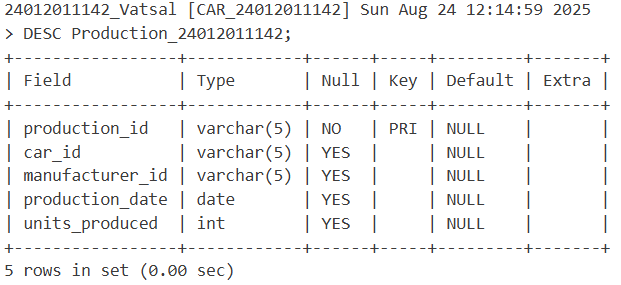 24012011142_Vatsal [CAR_24012011142] Sun Aug 24 12:14:59 2025
> DESC Production_24012011142;
+-----------------+------------+------+-----+---------+-------+
| Field           | Type       | Null | Key | Default | Extra |
+-----------------+------------+------+-----+---------+-------+
| production_id   | varchar(5) | NO   | PRI | NULL    |       |
| car_id          | varchar(5) | YES  |     | NULL    |       |
| manufacturer_id | varchar(5) | YES  |     | NULL    |       |
| production_date | date       | YES  |     | NULL    |       |
| units_produced  | int        | YES  |     | NULL    |       |
+-----------------+------------+------+-----+---------+-------+
5 rows in set (0.00 sec)